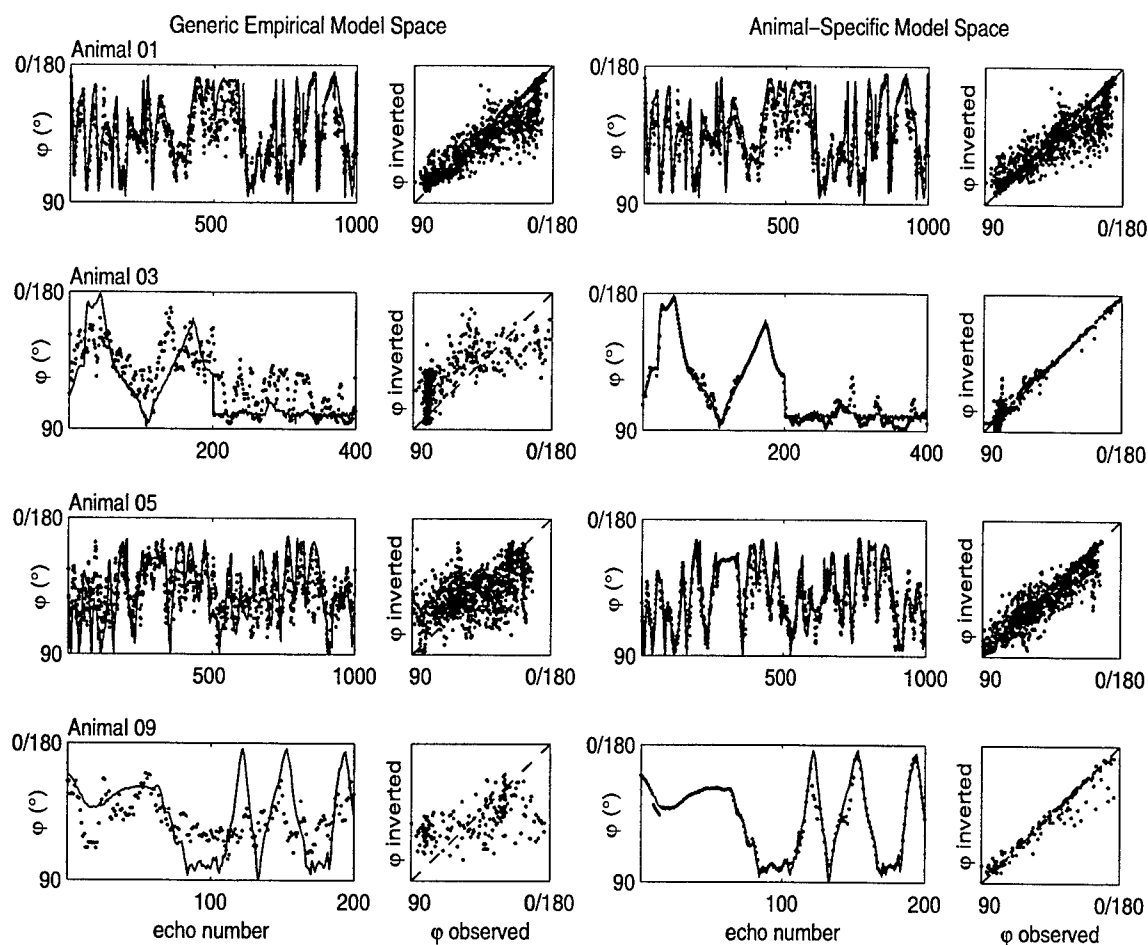 Generic Empirical Model Space
Animal–Specific Model Space
Animal 01
0/180
φ (°)
90
500
1000
φ inverted
90
0/180
0/180
φ (°)
90
500
1000
φ inverted
90
0/180
Animal 03
0/180
φ (°)
90
200
400
φ inverted
90
0/180
0/180
φ (°)
90
200
400
φ inverted
90
0/180
Animal 05
0/180
φ (°)
90
500
1000
φ inverted
90
0/180
0/180
φ (°)
90
500
1000
φ inverted
90
0/180
Animal 09
0/180
φ (°)
90
100
200
echo number
φ inverted
90
0/180
φ observed
0/180
φ (°)
90
100
200
echo number
φ inverted
90
0/180
φ observed